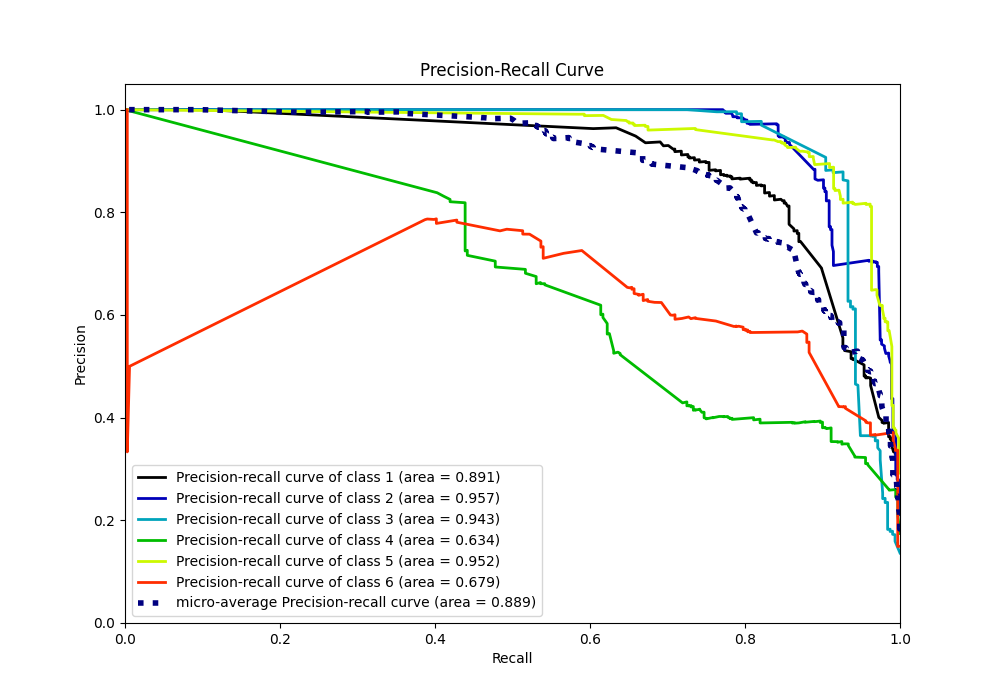 Precision-Recall Curve
1.0
0.8
0.6
0.4
0.2
0.0
Precision
Precision-recall curve of class 1 (area = 0.891)
Precision-recall curve of class 2 (area = 0.957)
Precision-recall curve of class 3 (area = 0.943)
Precision-recall curve of class 4 (area = 0.634)
Precision-recall curve of class 5 (area = 0.952)
Precision-recall curve of class 6 (area = 0.679)
micro-average Precision-recall curve (area = 0.889)
0.0 0.2 0.4 0.6 0.8 1.0
Recall